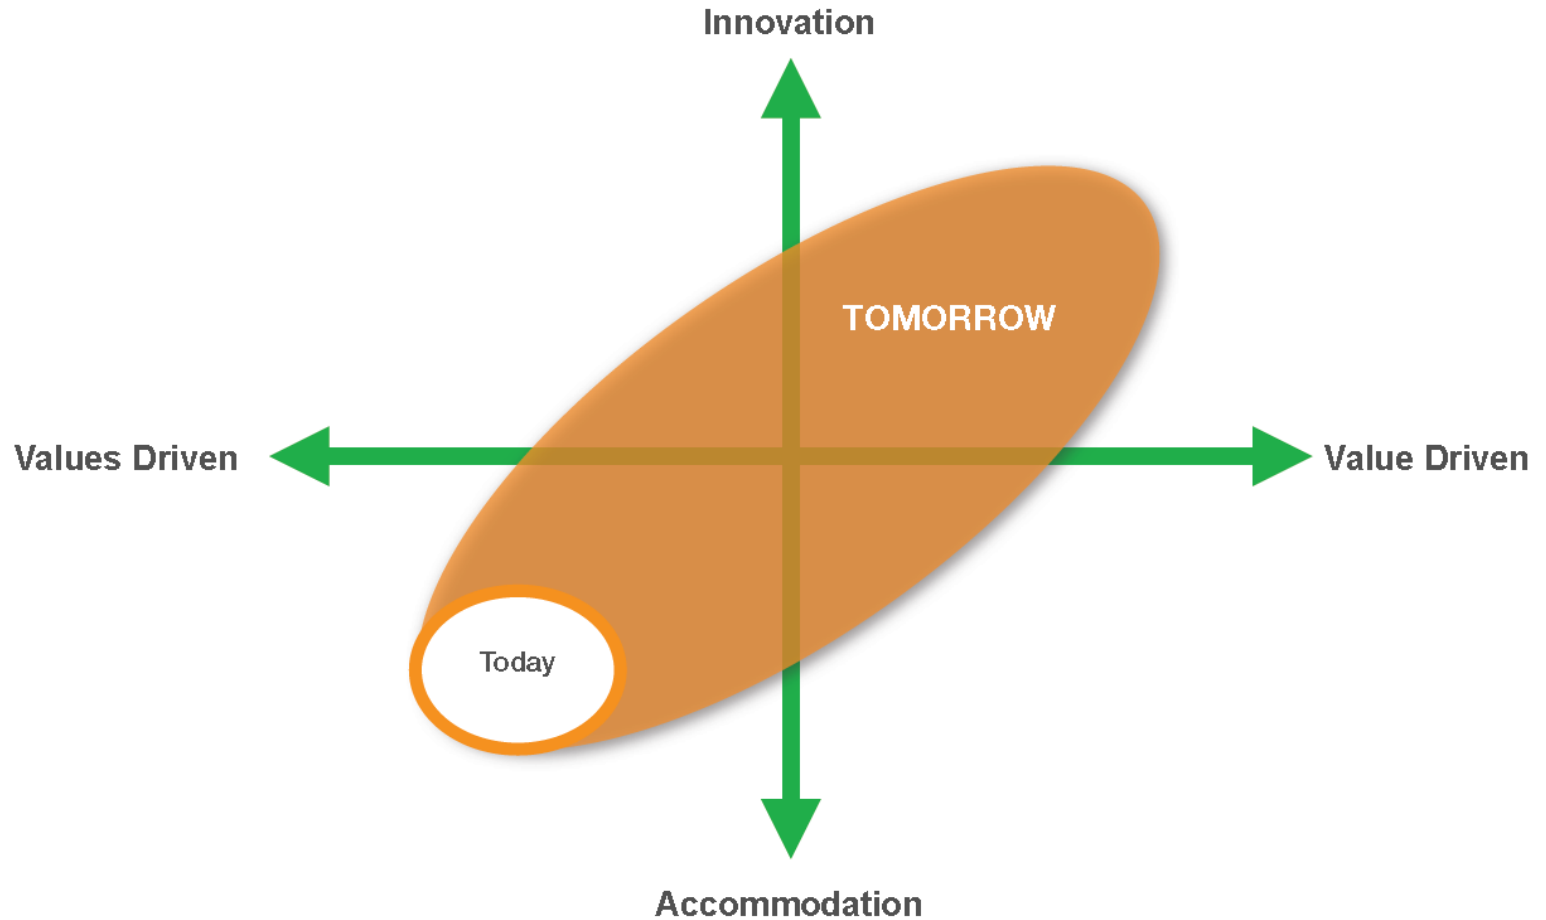 Innovation
TOMORROW
Values Driven
Value Driven
Today
Accommodation